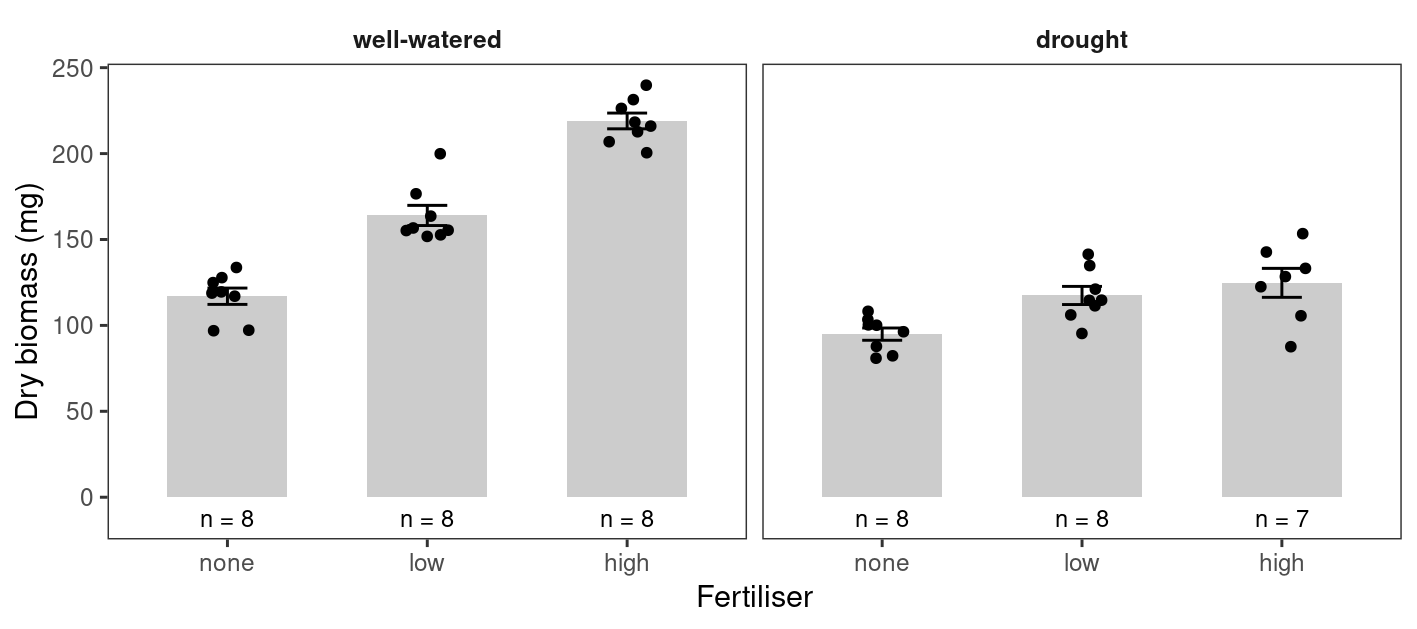 well-watered drought
Dry biomass (mg)
250
200
150
100
50
0
n = 8 n = 8 n = 8 n = 8 n = 8 n = 7
none low high none low high
Fertiliser